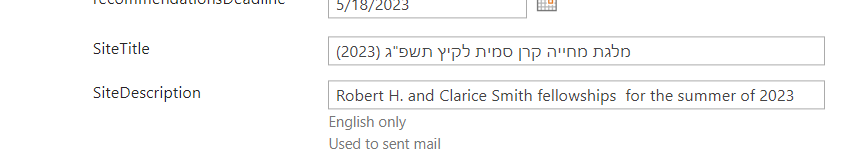 recommendationsDeadline 5/18/2023
SiteTitle מלגת מחייה קרן סמית לקיץ תשפ"ג (2023)
SiteDescription Robert H. and Clarice Smith fellowships  for the summer of 2023
English only
Used to sent mail